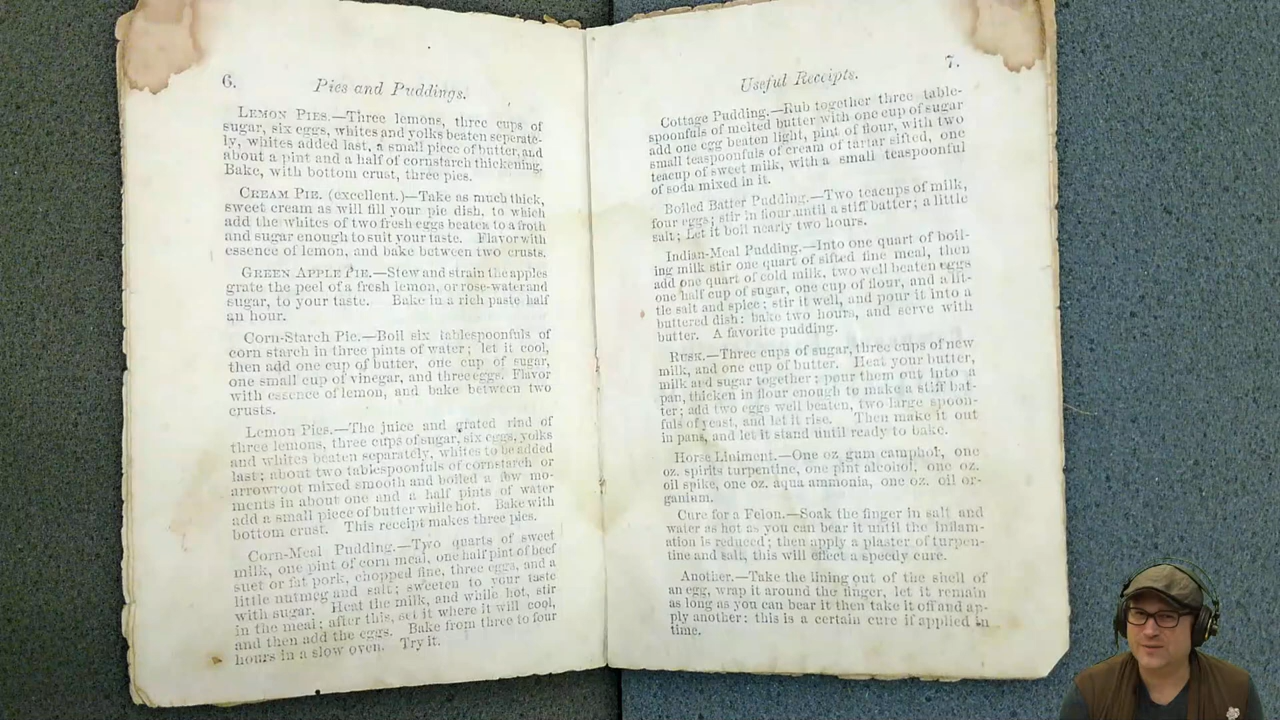 6.
Pies and Puddings.
LEMON PIES.—Three lemons, three cups of
sugar, six eggs, whites and yolks beaten seperate-
ly, whites added last, a small piece of butter, and
about a pint and a half of cornstarch thickening.
Bake, with bottom crust, three pies.
CREAM PIE. (excellent.)—Take as much thick,
sweet cream as will fill your pie dish, to which
add the whites of two fresh eggs beaten to a froth
and sugar enough to suit your taste. Flavor with
essence of lemon, and bake between two crusts.
GREEN APPLE PIE.—Stew and strain the apples
grate the peel of a fresh lemon, or rose-water and
sugar, to your taste. Bake in a rich paste half
an hour.
Corn-Starch Pie.—Boil six tablespoonfuls of
corn starch in three pints of water; let it cool,
then add one cup of butter, one cup of sugar,
one small cup of vinegar, and three eggs. Flavor
with essence of lemon, and bake between two
crusts.
Lemon Pies.—The juice and grated rind of
three lemons, three cups of sugar, six eggs, yolks
and whites beaten separately, whites to be added
last; about two tablespoonfuls of cornstarch or
arrowroot mixed smooth and boiled a few mo-
ments in about one and a half pints of water
add a small piece of butter while hot. Bake with
bottom crust. This receipt makes three pies.
Corn-Meal Pudding.—Two quarts of sweet
milk, one pint of corn meal, one half pint of beef
suet or fat pork, chopped fine, three eggs, and a
little nutmeg and salt; sweeten to your taste
with sugar. Heat the milk, and while hot, stir
in the meal; after this, set it where it will cool,
and then add the eggs. Bake from three to four
hours in a slow oven. Try it.
7.
Useful Receipts.
Cottage Pudding.—Rub together three table-
spoonfuls of melted butter with one cup of sugar
add one egg beaten light, pint of flour, with two
small teaspoonfuls of cream of tartar sifted, one
teacup of sweet milk, with a small teaspoonful
of soda mixed in it.
Boiled Batter Pudding.—Two teacups of milk,
four eggs; stir in flour until a stiff batter; a little
salt; Let it boil nearly two hours.
Indian-Meal Pudding.—Into one quart of boil-
ing milk stir one quart of sifted fine meal, then
add one quart of cold milk, two well beaten eggs
one half cup of sugar, one cup of flour, and a lit-
tle salt and spice; stir it well, and pour it into a
buttered dish; bake two hours, and serve with
butter. A favorite pudding.
RUSK.—Three cups of sugar, three cups of new
milk, and one cup of butter. Heat your butter,
milk and sugar together; pour them out into a
pan, thicken in flour enough to make a stiff bat-
ter; add two eggs well beaten, two large spoon-
fuls of yeast, and let it rise. Then make it out
in pans, and let it stand until ready to bake.
Horse Liniment.—One oz. gum camphor, one
oz. spirits turpentine, one pint alcohol, one oz.
oil spike, one oz. aqua ammonia, one oz. oil or-
ganum.
Cure for a Felon.—Soak the finger in salt and
water as hot as you can bear it until the inflam-
ation is reduced; then apply a plaster of turpen-
tine and salt, this will effect a speedy cure.
Another.—Take the lining out of the shell of
an egg, wrap it around the finger, let it remain
as long as you can bear it then take it off and ap-
ply another: this is a certain cure if applied in
time.